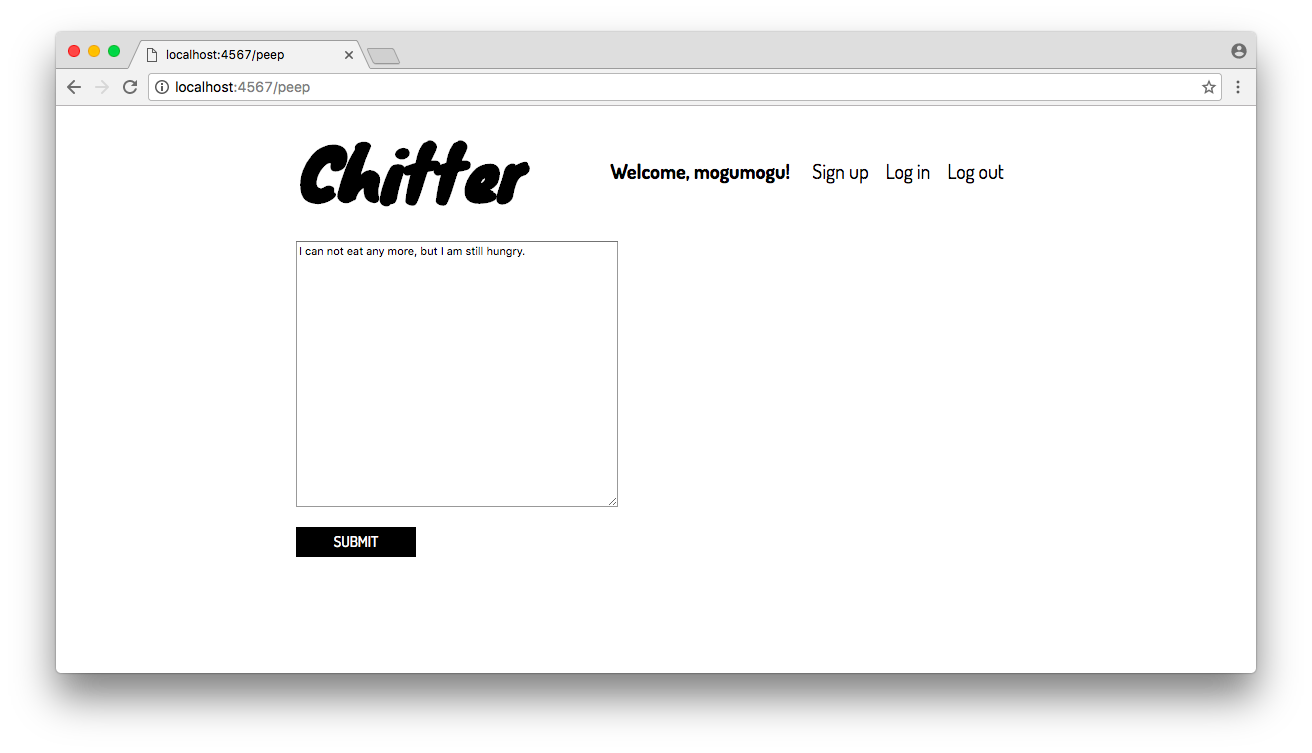 localhost:4567/peep
localhost:4567/peep
Chitter
Welcome, mogumogu! Sign up Log in Log out
I can not eat any more, but I am still hungry.
SUBMIT